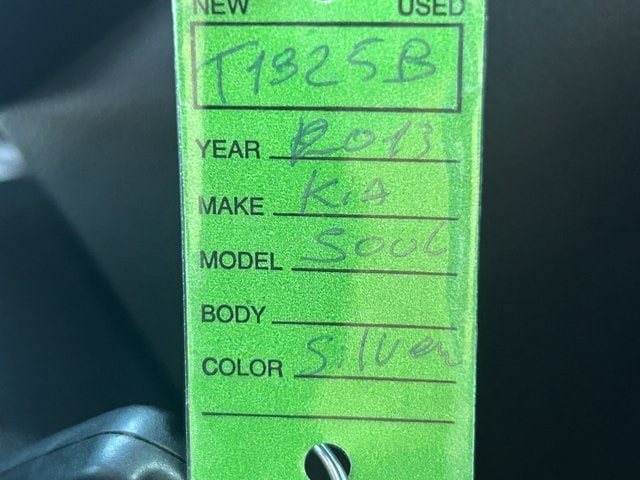 NEW USED
T1325B
YEAR 2013
MAKE KiA
MODEL SOUL
BODY
COLOR Silver